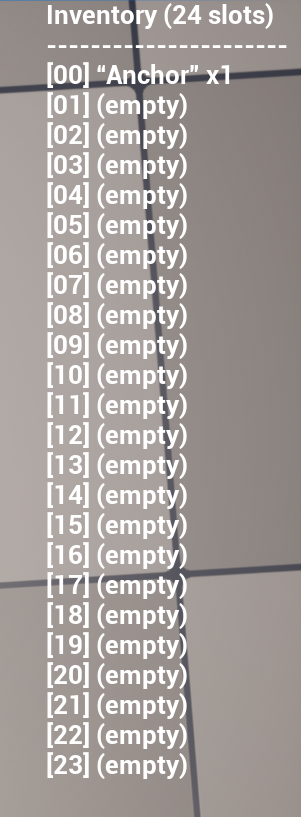 Inventory (24 slots)
----------------------
[00] “Anchor” x1
[01] (empty)
[02] (empty)
[03] (empty)
[04] (empty)
[05] (empty)
[06] (empty)
[07] (empty)
[08] (empty)
[09] (empty)
[10] (empty)
[11] (empty)
[12] (empty)
[13] (empty)
[14] (empty)
[15] (empty)
[16] (empty)
[17] (empty)
[18] (empty)
[19] (empty)
[20] (empty)
[21] (empty)
[22] (empty)
[23] (empty)